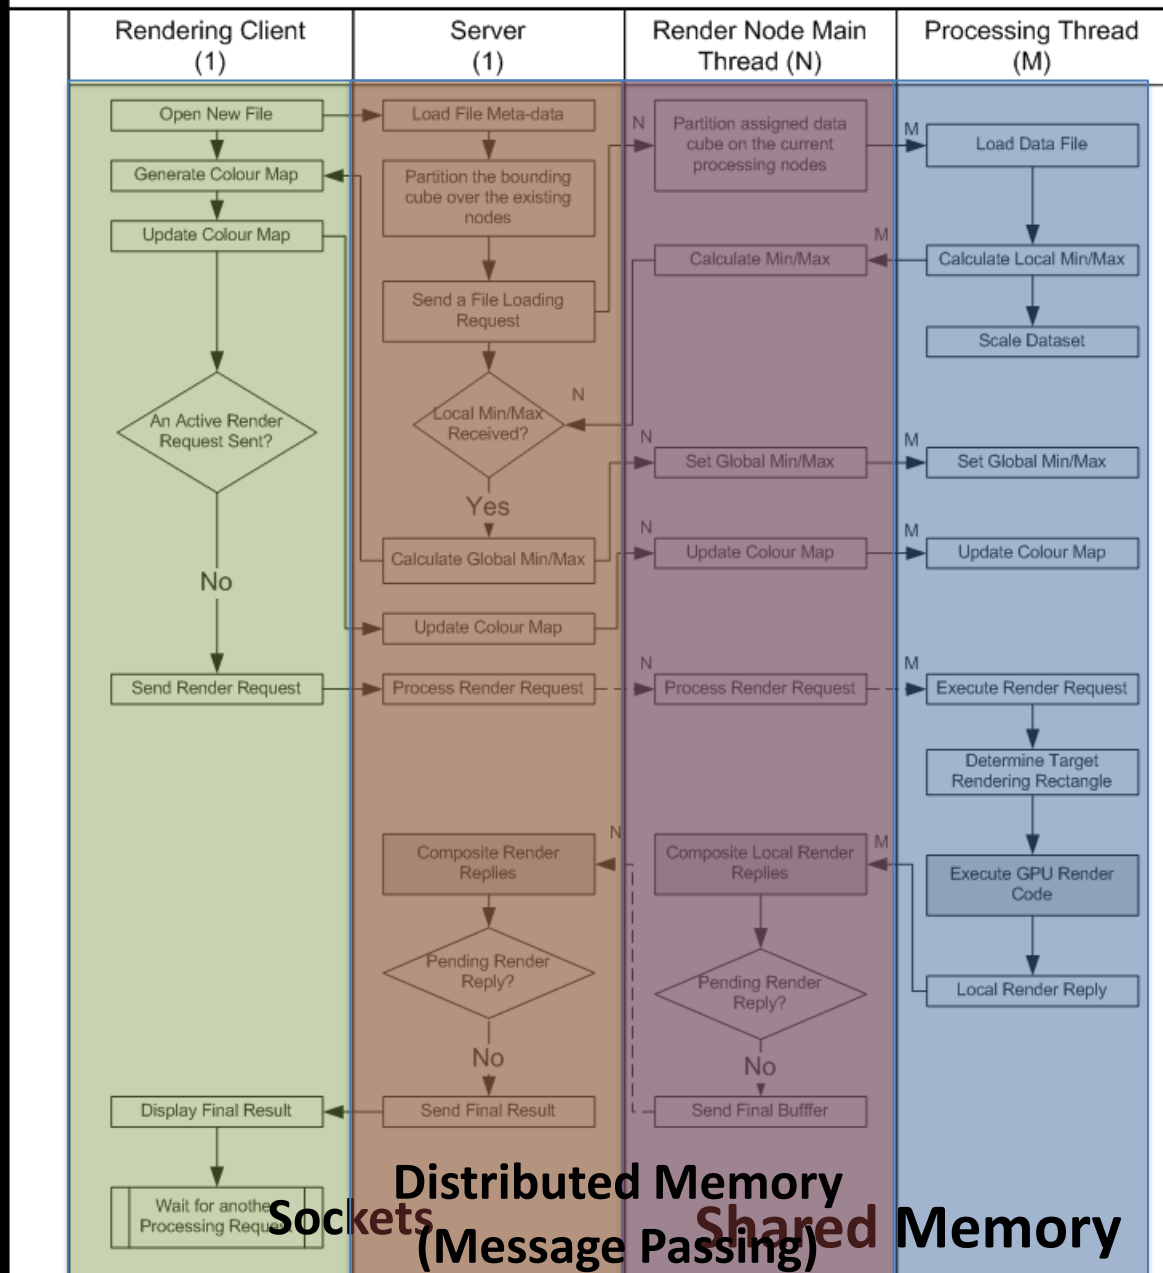 Rendering Client
(1)
Server
(1)
Render Node Main
Thread (N)
Processing Thread
(M)
Open New File
Generate Colour Map
Update Colour Map
An Active Render
Request Sent?
No
Send Render Request
Display Final Result
Wait for another
Processing Request
Load File Meta-data
Partition the bounding
cube over the existing
nodes
Send a File Loading
Request
N
Local Min/Max
Received?
Yes
Calculate Global Min/Max
Update Colour Map
Process Render Request
N
Composite Render
Replies
Pending Render
Reply?
No
Send Final Result
N
Partition assigned data
cube on the current
processing nodes
M
Calculate Min/Max
N
Set Global Min/Max
N
Update Colour Map
N
Process Render Request
M
Composite Local Render
Replies
Pending Render
Reply?
No
Send Final Bufffer
M
Load Data File
Calculate Local Min/Max
Scale Dataset
M
Set Global Min/Max
M
Update Colour Map
M
Execute Render Request
Determine Target
Rendering Rectangle
Execute GPU Render
Code
Local Render Reply
Sockets
Distributed Memory
(Message Passing)
Shared Memory